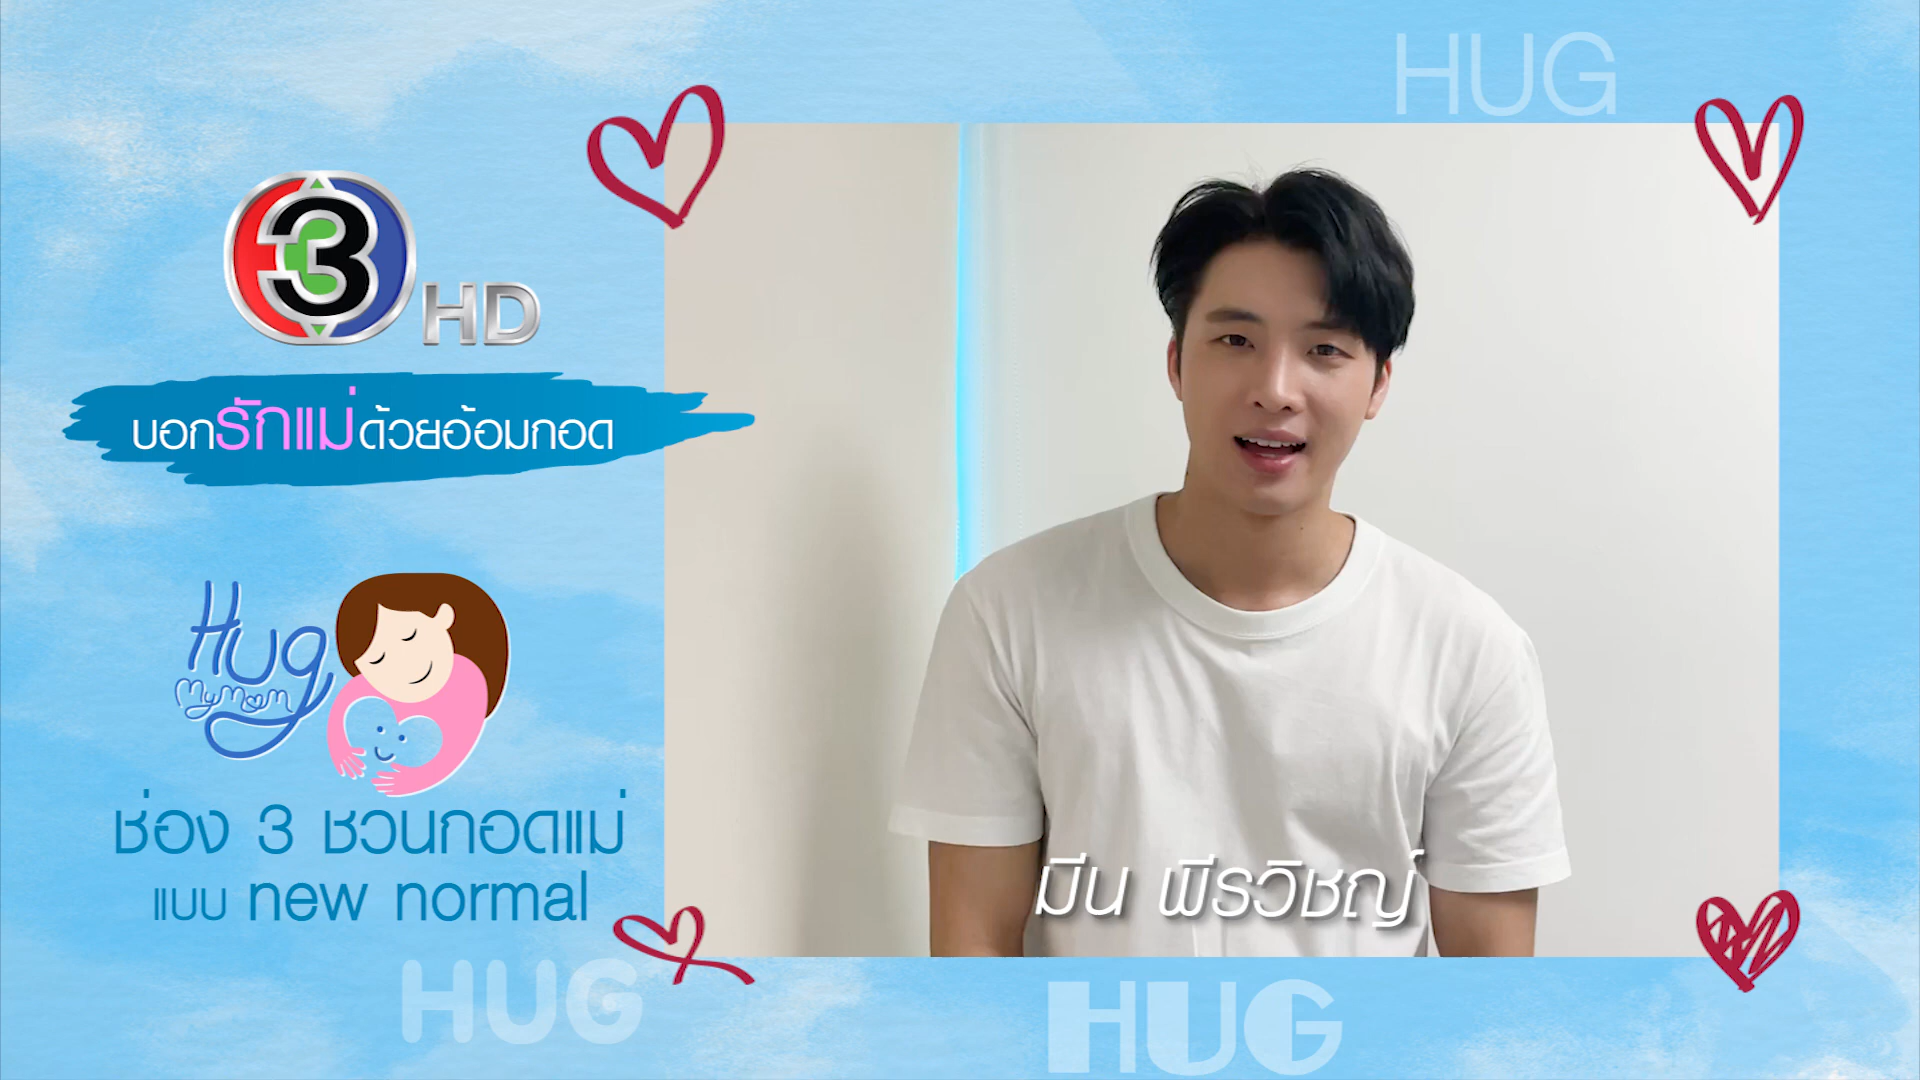 HUG
3 HD
บอกรักแม่ด้วยอ้อมกอด
Hug
My Mom
ช่อง 3 ชวนกอดแม่
แบบ new normal
มีน พีรวิชญ์
HUG
HUG